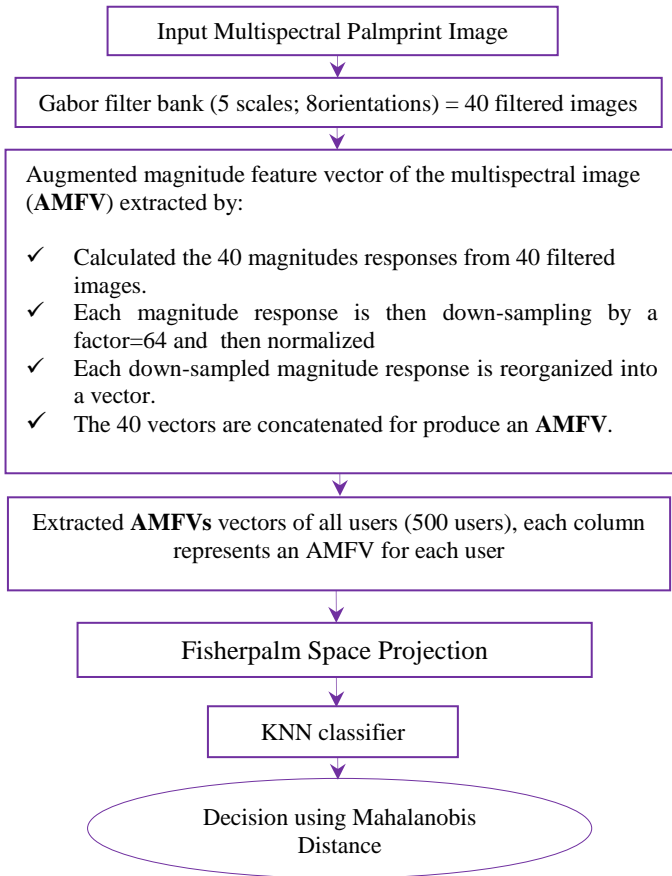 Input Multispectral Palmprint Image
Gabor filter bank (5 scales; 8orientations) = 40 filtered images
Augmented magnitude feature vector of the multispectral image
(AMFV) extracted by:
✓ Calculated the 40 magnitudes responses from 40 filtered
images.
✓ Each magnitude response is then down-sampling by a
factor=64 and then normalized
✓ Each down-sampled magnitude response is reorganized into
a vector.
✓ The 40 vectors are concatenated for produce an AMFV.
Extracted AMFVs vectors of all users (500 users), each column
represents an AMFV for each user
Fisherpalm Space Projection
KNN classifier
Decision using Mahalanobis
Distance